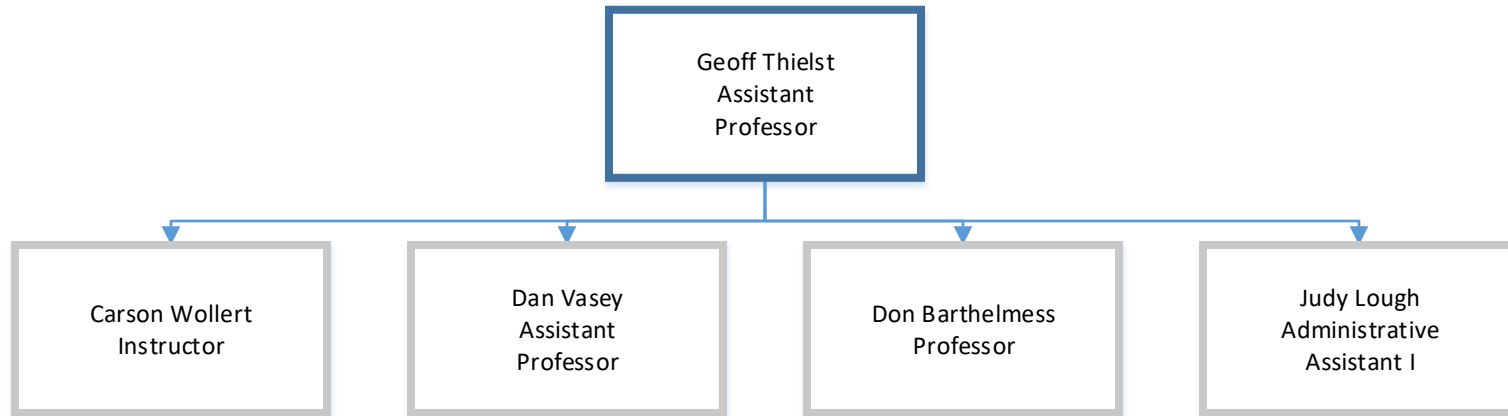 Geoff Thielst
Assistant
Professor
Carson Wollert
Instructor
Dan Vasey
Assistant
Professor
Don Barthelmess
Professor
Judy Lough
Administrative
Assistant I